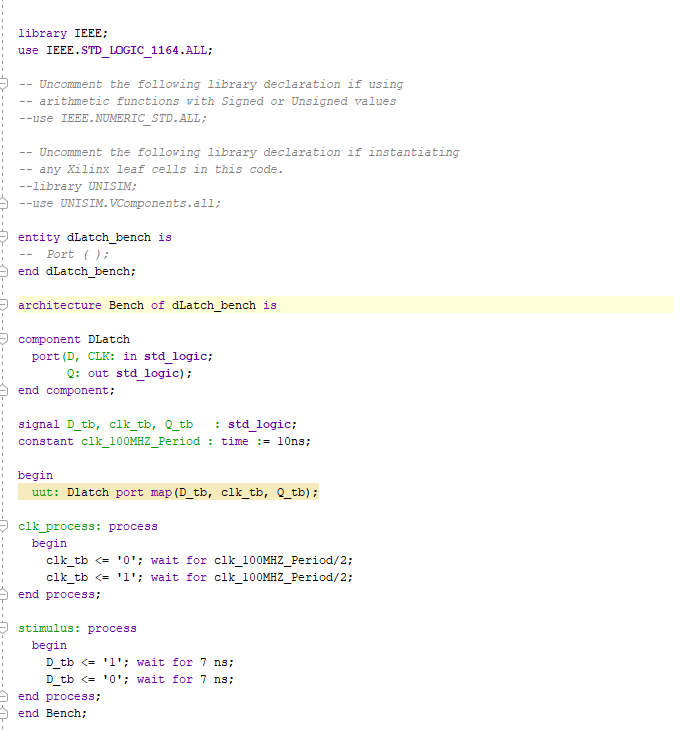 library IEEE;
use IEEE.STD_LOGIC_1164.ALL;
-- Uncomment the following library declaration if using
-- arithmetic functions with Signed or Unsigned values
--use IEEE.NUMERIC_STD.ALL;
-- Uncomment the following library declaration if instantiating
-- any Xilinx leaf cells in this code.
--library UNISIM;
--use UNISIM.VComponents.all;
entity dLatch_bench is
--  Port ( );
end dLatch_bench;
architecture Bench of dLatch_bench is
component DLatch
  port(D, CLK: in std_logic;
       Q: out std_logic);
end component;
signal D_tb, clk_tb, Q_tb   : std_logic;
constant clk_100MHZ_Period : time := 10ns;
begin
  uut: Dlatch port map(D_tb, clk_tb, Q_tb);
clk_process: process
  begin
    clk_tb <= '0'; wait for clk_100MHZ_Period/2;
    clk_tb <= '1'; wait for clk_100MHZ_Period/2;
end process;
stimulus: process
  begin
    D_tb <= '1'; wait for 7 ns;
    D_tb <= '0'; wait for 7 ns;
end process;
end Bench;